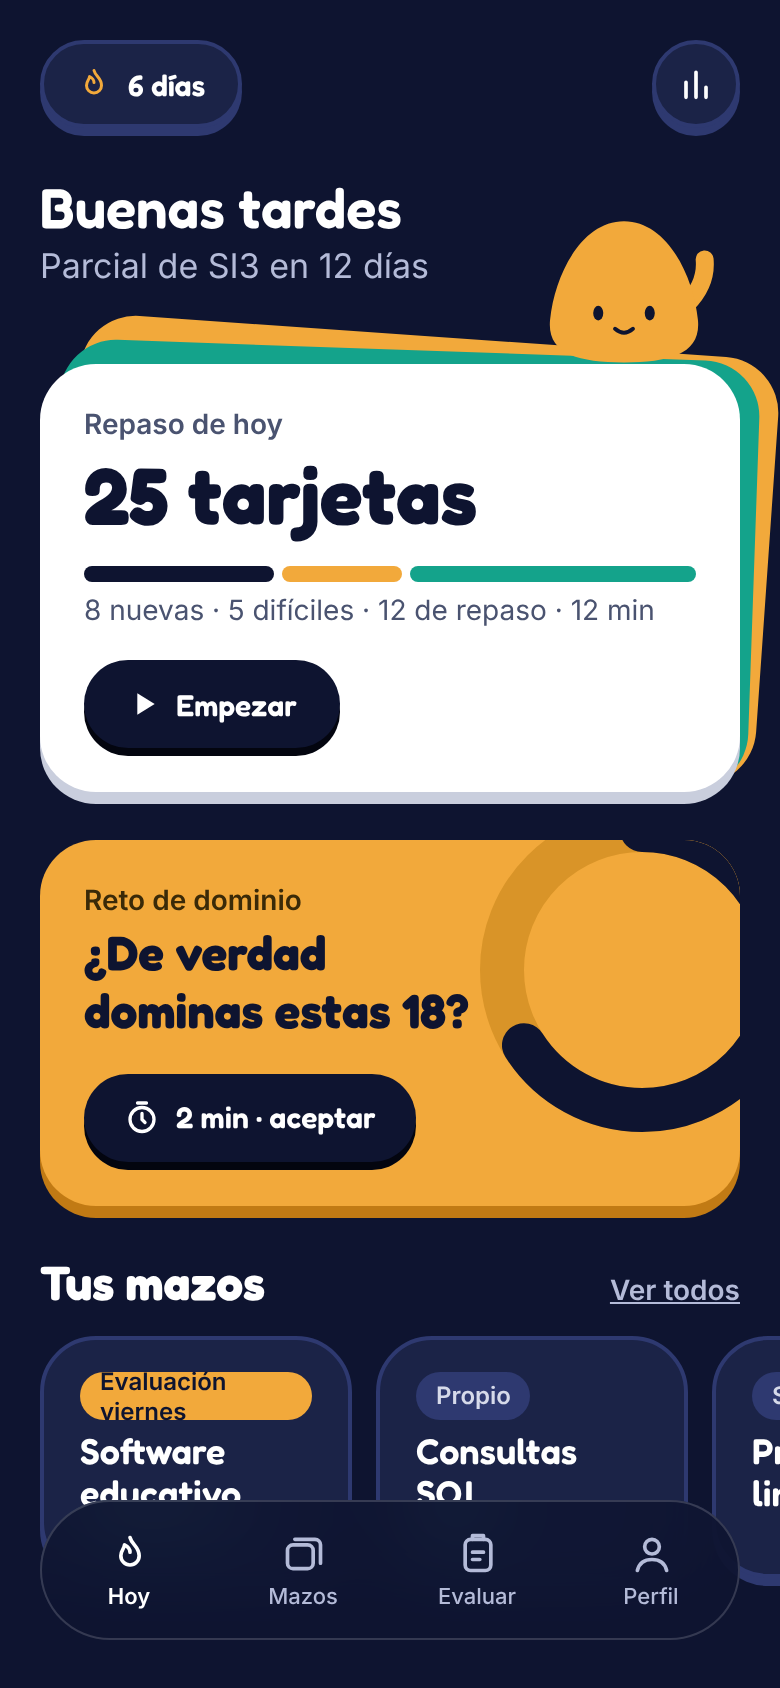 6 días
Buenas tardes
Parcial de SI3 en 12 días
Repaso de hoy
25 tarjetas
8 nuevas · 5 difíciles · 12 de repaso · 12 min
Empezar
Reto de dominio
¿De verdad
dominas estas 18?
2 min · aceptar
Tus mazos
Ver todos
Evaluación
viernes
Software
educativo
Propio
Consultas
SQL
Hoy
Mazos
Evaluar
Perfil